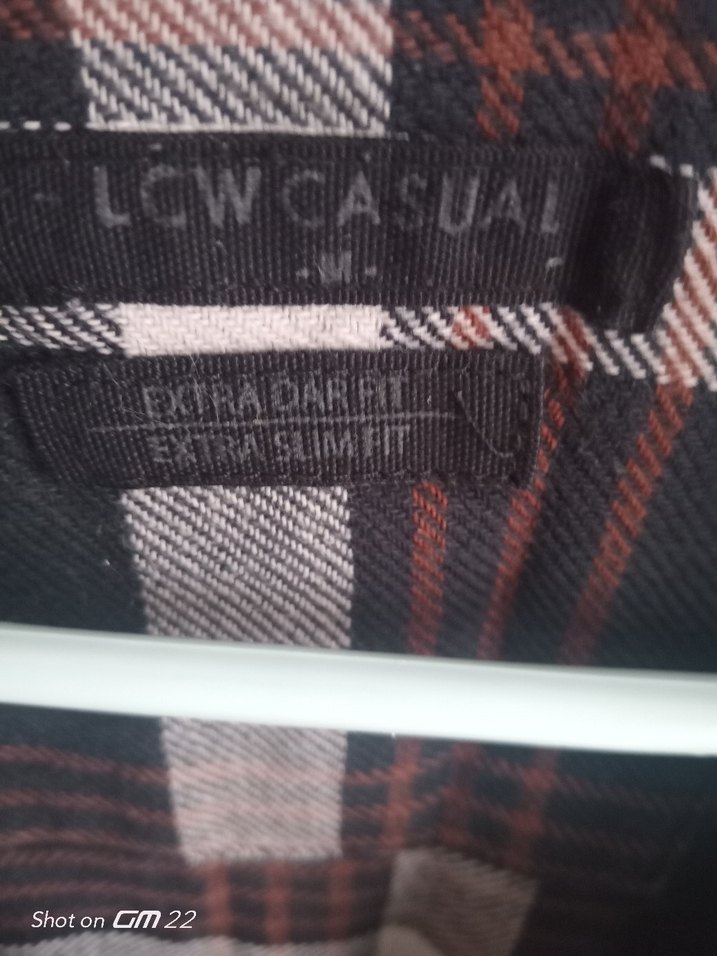 LCW CASUAL
-M-
EXTRA DAR FIT
EXTRA SLIM FIT
Shot on GM 22